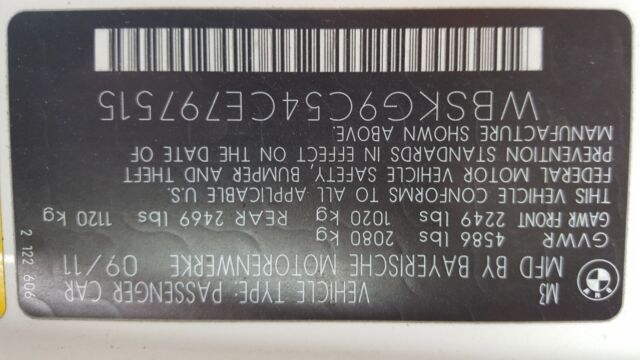 M3
BMW
VEHICLE TYPE: PASSENGER CAR
MFD BY BAYERISCHE MOTORENWERKE 09/11
GVWR 4586 lbs 2080 kg
GAWR FRONT 2249 lbs 1020 kg REAR 2469 lbs 1120 kg
THIS VEHICLE CONFORMS TO ALL APPLICABLE U.S.
FEDERAL MOTOR VEHICLE SAFETY, BUMPER AND THEFT
PREVENTION STANDARDS IN EFFECT ON THE DATE OF
MANUFACTURE SHOWN ABOVE.
WBSKG9C54CE797515
2 122 606